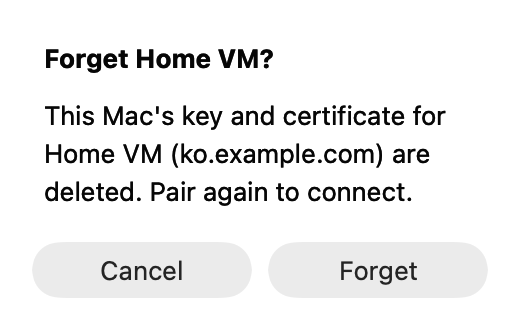 Forget Home VM?
This Mac's key and certificate for
Home VM (ko.example.com) are
deleted. Pair again to connect.
Cancel
Forget